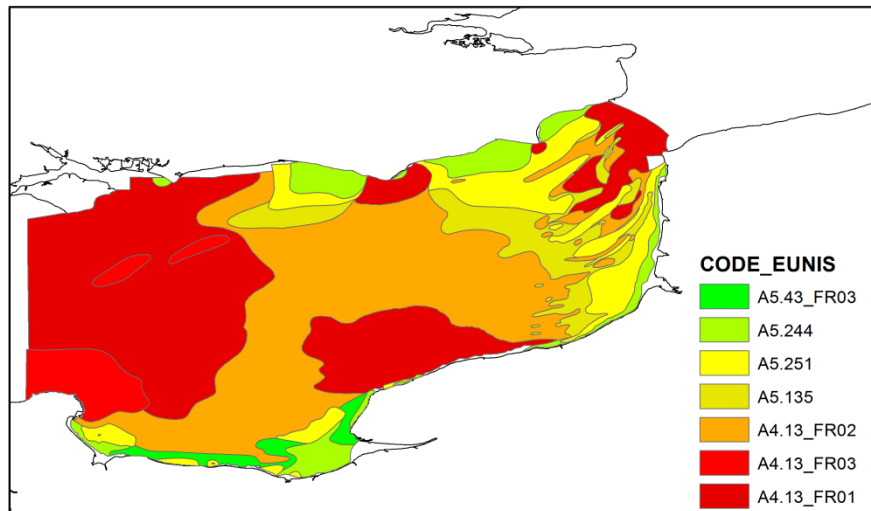 CODE_EUNIS
A5.43_FR03
A5.244
A5.251
A5.135
A4.13_FR02
A4.13_FR03
A4.13_FR01